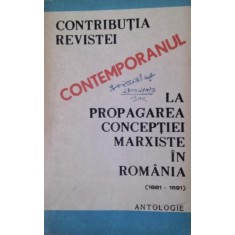 CONTRIBUȚIA
REVISTEI
CONTEMPORANUL
LA
PROPAGAREA
CONCEPȚIEI
MARXISTE
ÎN
ROMÂNIA
(1881 - 1891)
ANTOLOGIE